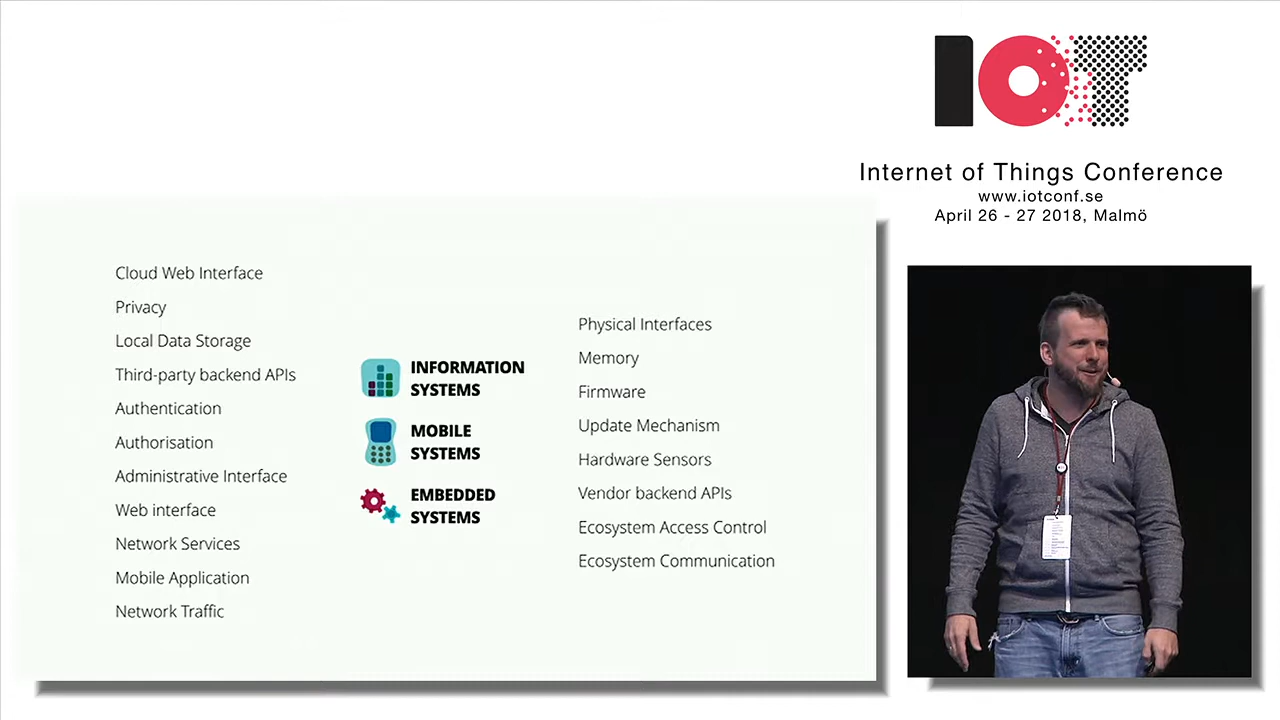 IOT
Internet of Things Conference
www.iotconf.se
April 26 - 27 2018, Malmö
Cloud Web Interface
Privacy
Local Data Storage
Third-party backend APIs
Authentication
Authorisation
Administrative Interface
Web interface
Network Services
Mobile Application
Network Traffic
INFORMATION
SYSTEMS
MOBILE
SYSTEMS
EMBEDDED
SYSTEMS
Physical Interfaces
Memory
Firmware
Update Mechanism
Hardware Sensors
Vendor backend APIs
Ecosystem Access Control
Ecosystem Communication